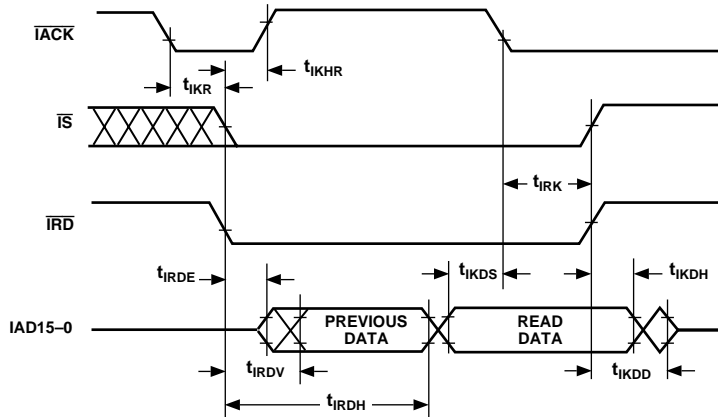 IACK
tIKHR
tIKR
IS
tIRK
IRD
tIRDE
tIKDS
tIKDH
IAD15–0
PREVIOUS
DATA
READ
DATA
tIKDD
tIRDV
tIRDH